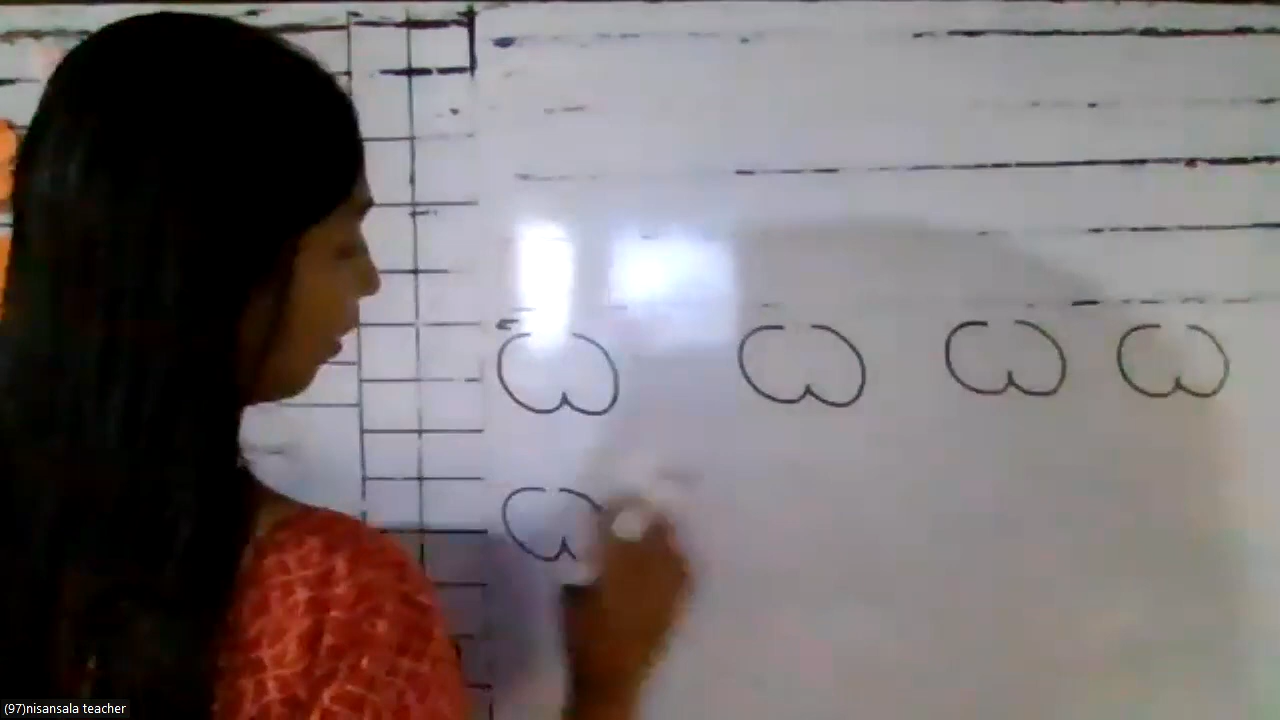 ධ ධ ධ ධ
ධ
(97)nisansala teacher